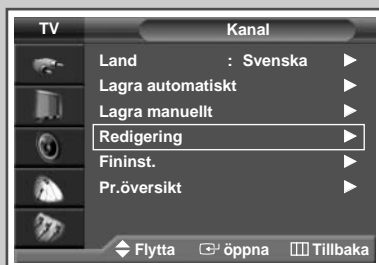 TV Kanal
Land : Svenska
Lagra automatiskt
Lagra manuellt
Redigering
Fininst.
Pr.översikt
Flytta öppna Tillbaka